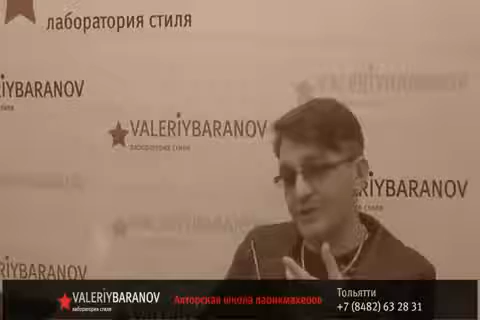 лаборатория стиля
VALERIYBARANOV
VALERIYBARANOV
лаборатория стиля
VALERIYBARANOV
VALERIYBARANOV
VALERIYBARANOV
VALERIYBARANOV
лаборатория стиля
Авторская школа парикмахеров
Тольятти
+7 (8482) 63 28 31